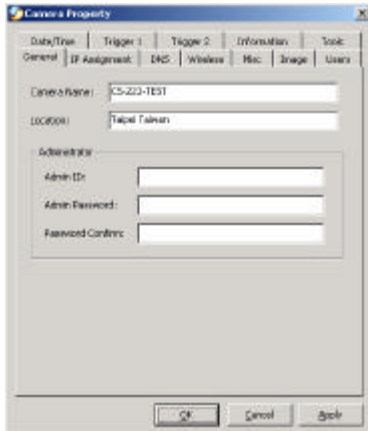 Camera Property
Date/Time Trigger 1 Trigger 2 Information Tools
General IP Assignment DNS Wireless Misc Image Users
Camera Name: CS-223-TEST
Location: Taipei Taiwan
Administrator
Admin ID:
Admin Password:
Password Confirm:
OK Cancel Apply